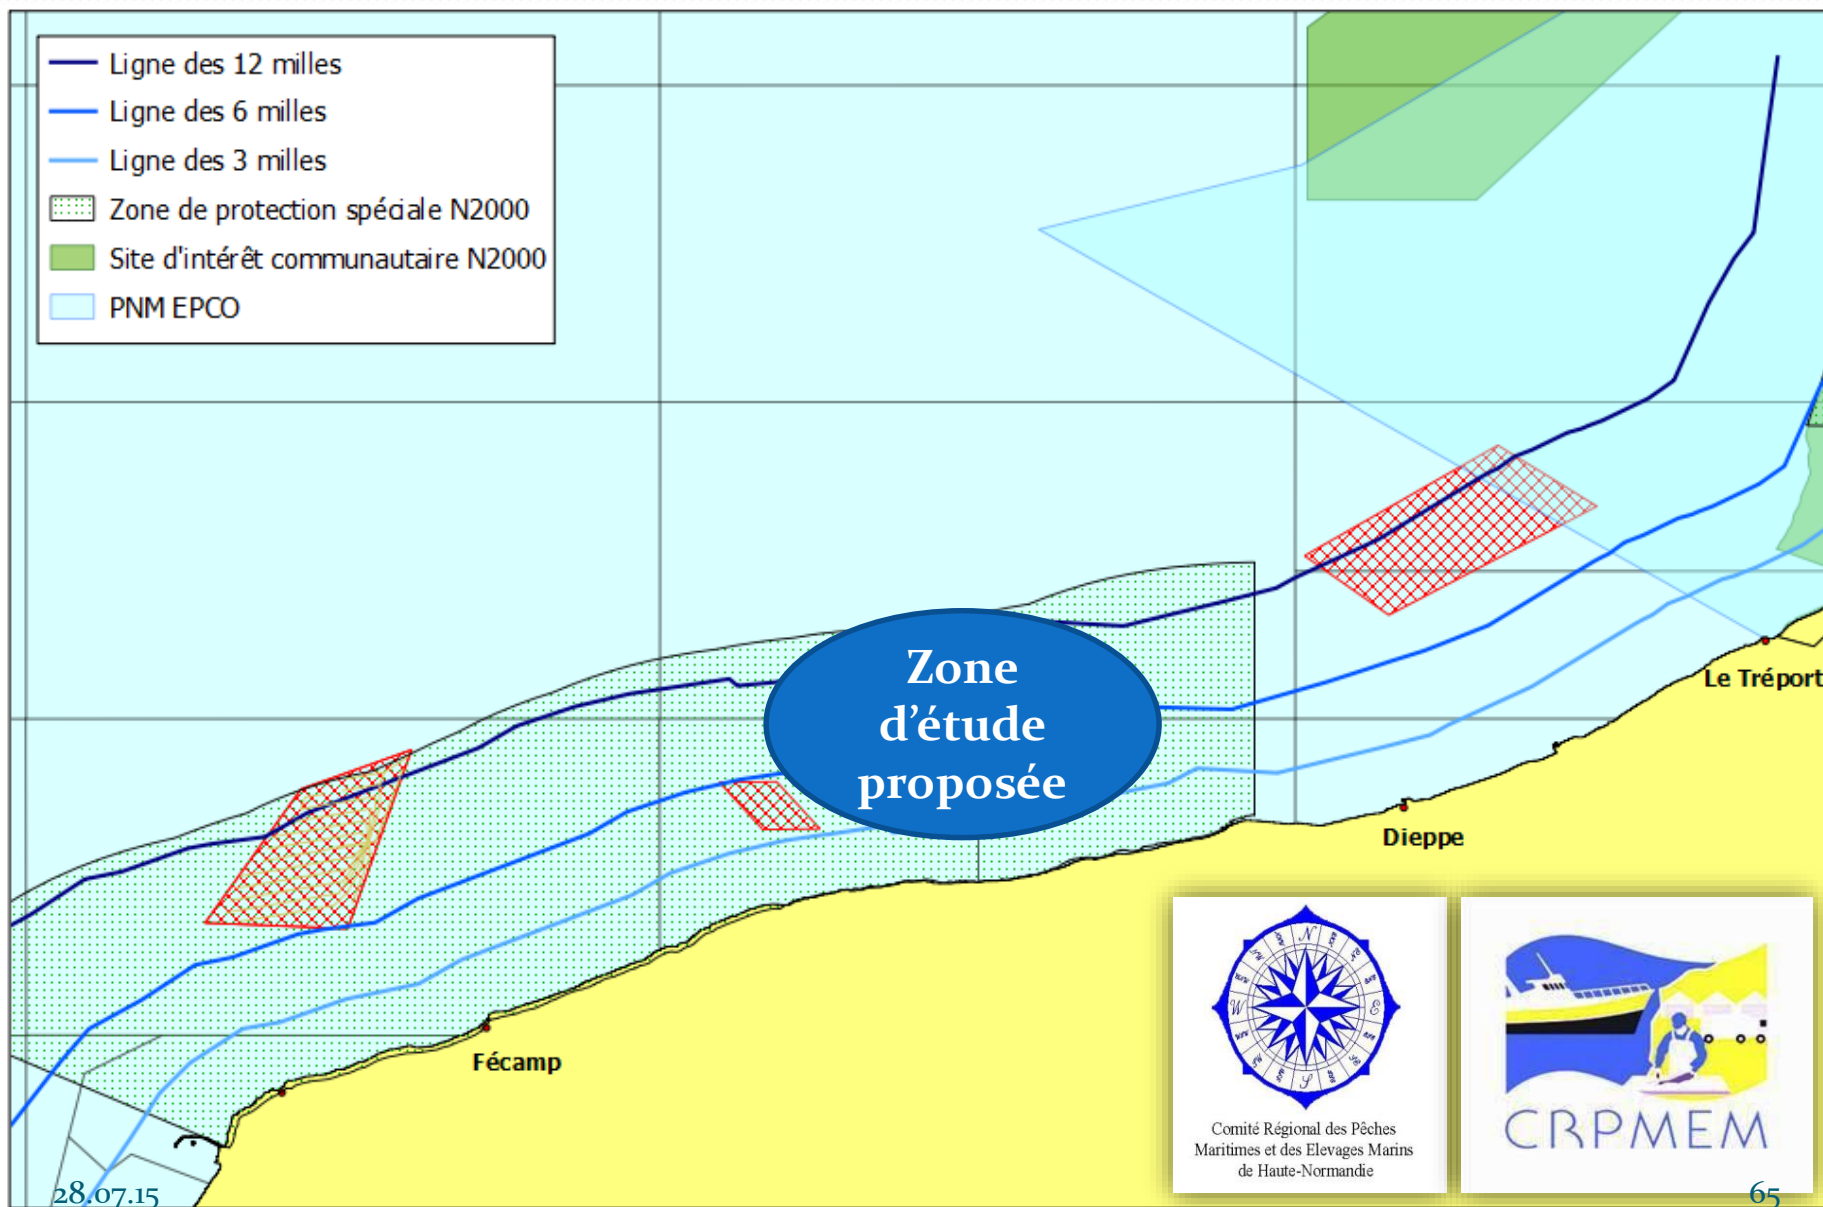 Ligne des 12 milles
Ligne des 6 milles
Ligne des 3 milles
Zone de protection spéciale N2000
Site d'intérêt communautaire N2000
PNM EPCO
Zone
d’étude
proposée
Le Tréport
Dieppe
Fécamp
Comité Régional des Pêches
Maritimes et des Elevages Marins
de Haute-Normandie
CRPMEM
28.07.15
65